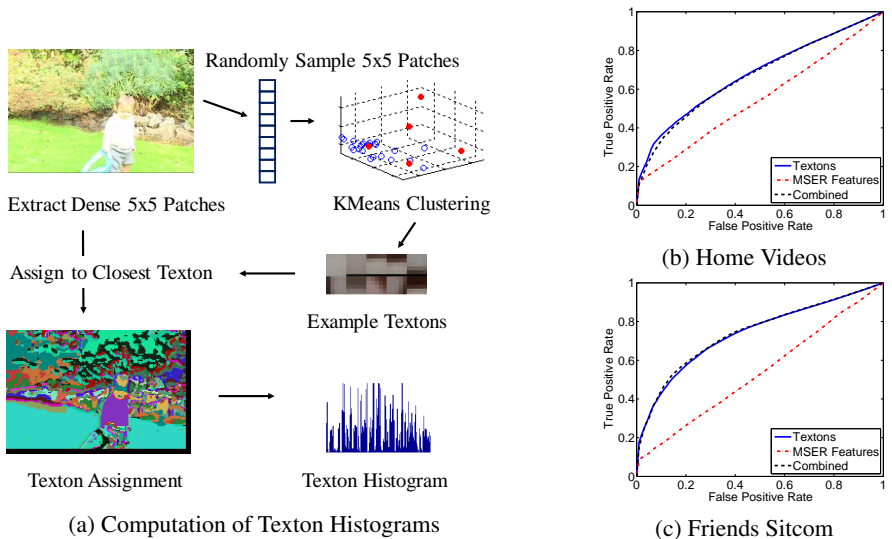 Randomly Sample 5x5 Patches
Extract Dense 5x5 Patches
KMeans Clustering
Assign to Closest Texton
Example Textons
Texton Assignment
Texton Histogram
(a) Computation of Texton Histograms
True Positive Rate
1
0.8
0.6
0.4
0.2
0
0
0.2
0.4
0.6
0.8
1
False Positive Rate
Textons
MSER Features
Combined
(b) Home Videos
True Positive Rate
1
0.8
0.6
0.4
0.2
0
0
0.2
0.4
0.6
0.8
1
False Positive Rate
Textons
MSER Features
Combined
(c) Friends Sitcom